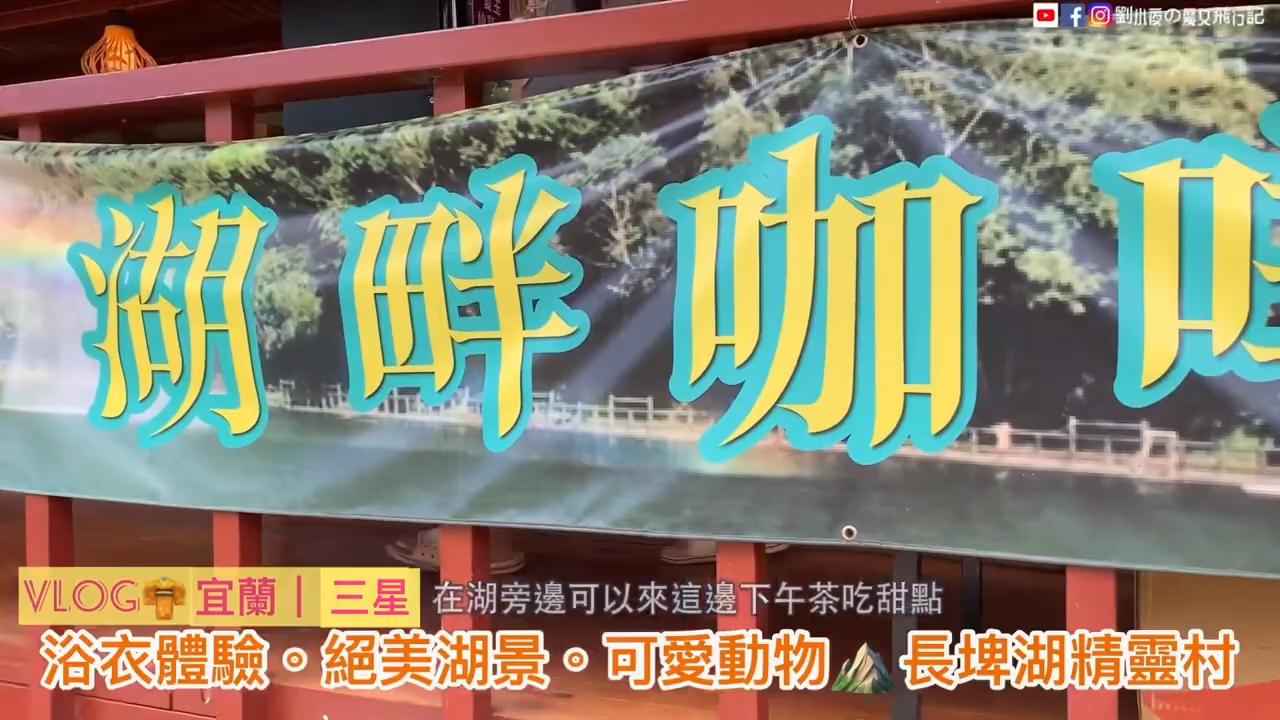 劉小夜の魔女飛行記
湖畔咖
VLOG 宜蘭｜三星
在湖旁邊可以來這邊下午茶吃甜點
浴衣體驗。絕美湖景。可愛動物 長埤湖精靈村